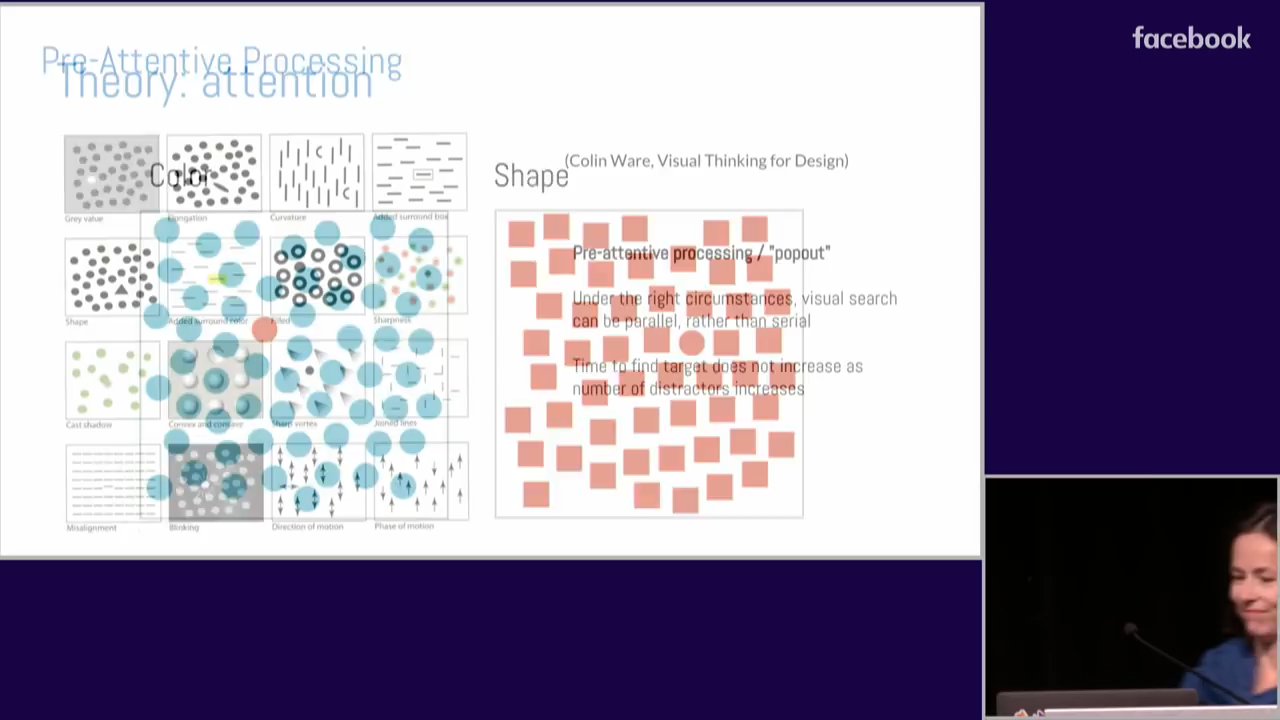 facebook
Pre-Attentive Processing
Theory: attention
(Colin Ware, Visual Thinking for Design)
Color
Shape
Grey value
Elongation
Curvature
Added surround box
Pre-attentive processing / "popout"
Under the right circumstances, visual search
can be parallel, rather than serial
Shape
Added surround color
Filled
Sharpness
Time to find target does not increase as
number of distractors increases
Cast shadow
Convex and concave
Sharp vertex
Joined lines
Misalignment
Blinking
Direction of motion
Phase of motion